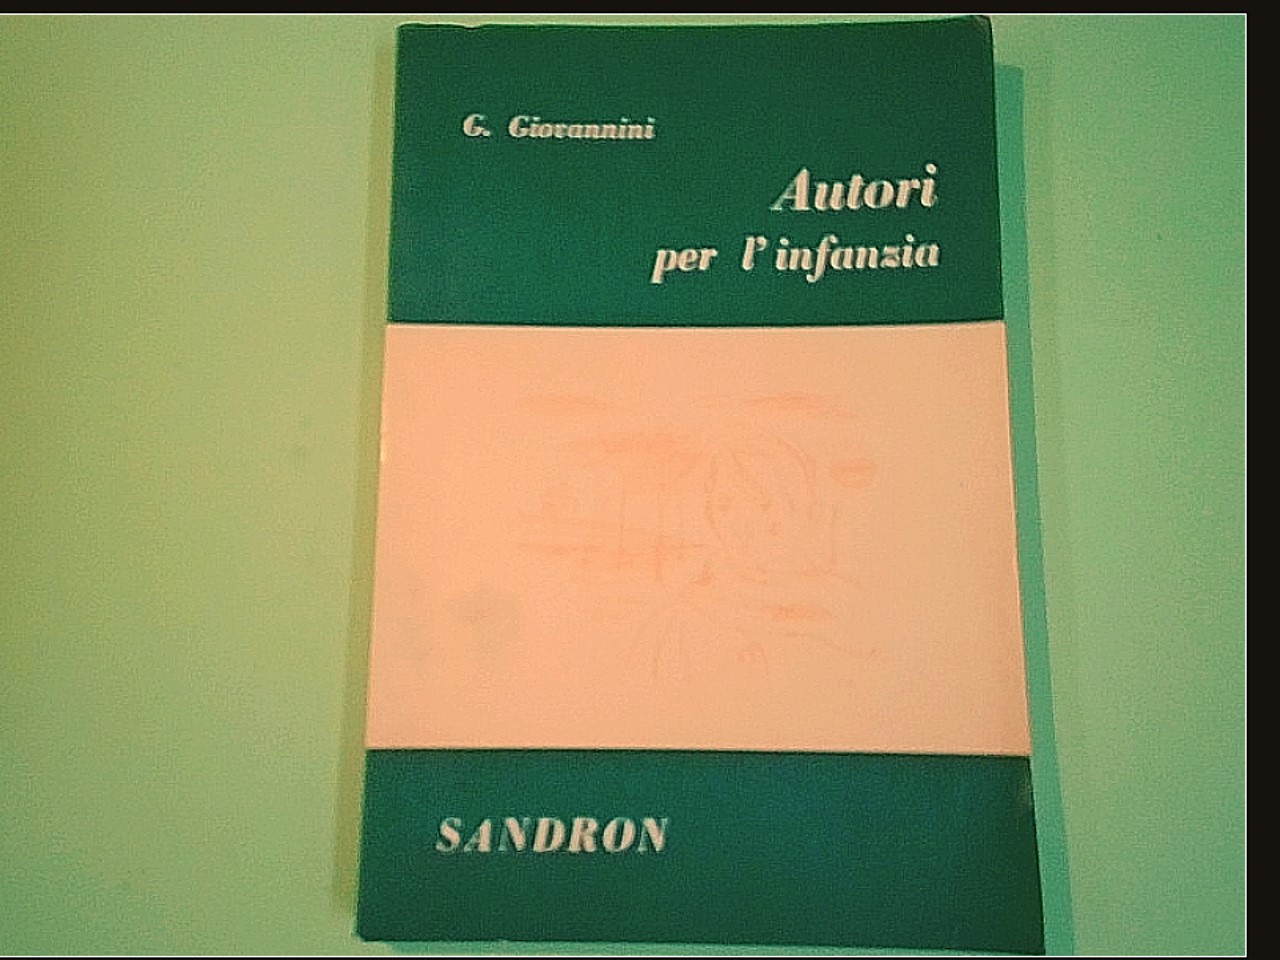 G. Giovannini
Autori
per l'infanzia
SANDRON